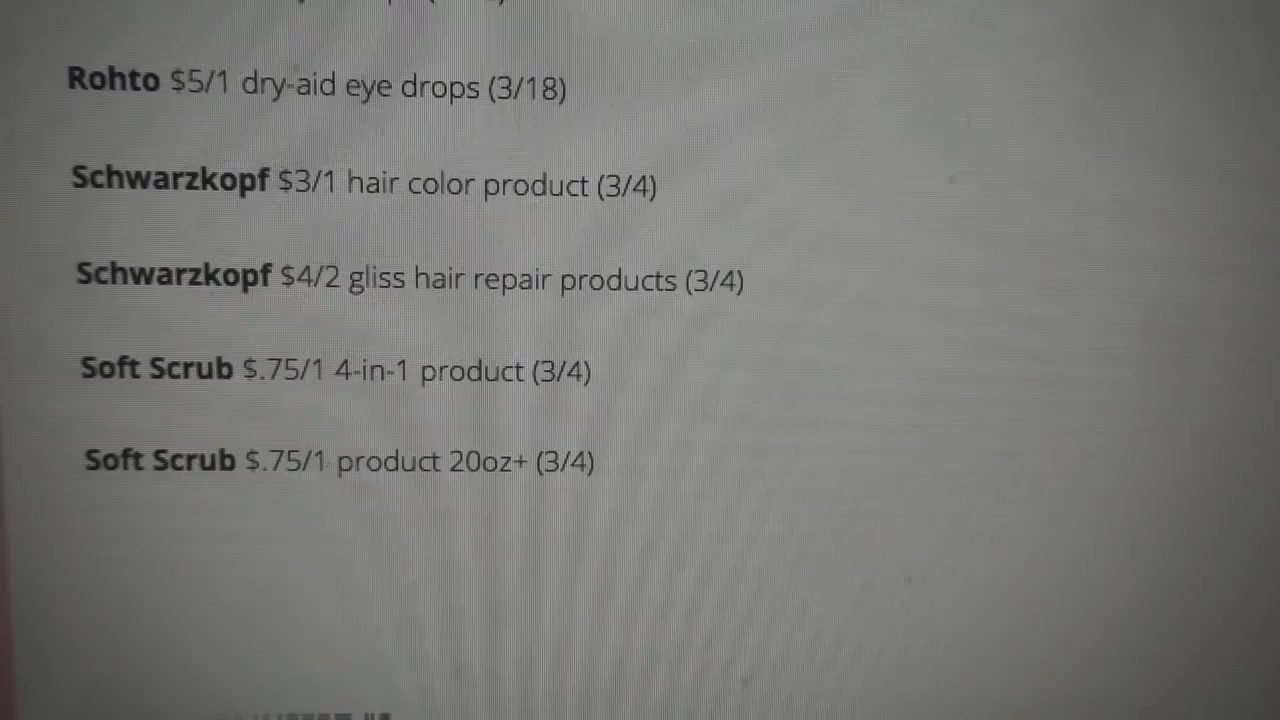 Rohto $5/1 dry-aid eye drops (3/18)
Schwarzkopf $3/1 hair color product (3/4)
Schwarzkopf $4/2 gliss hair repair products (3/4)
Soft Scrub $.75/1 4-in-1 product (3/4)
Soft Scrub $.75/1 product 20oz+ (3/4)